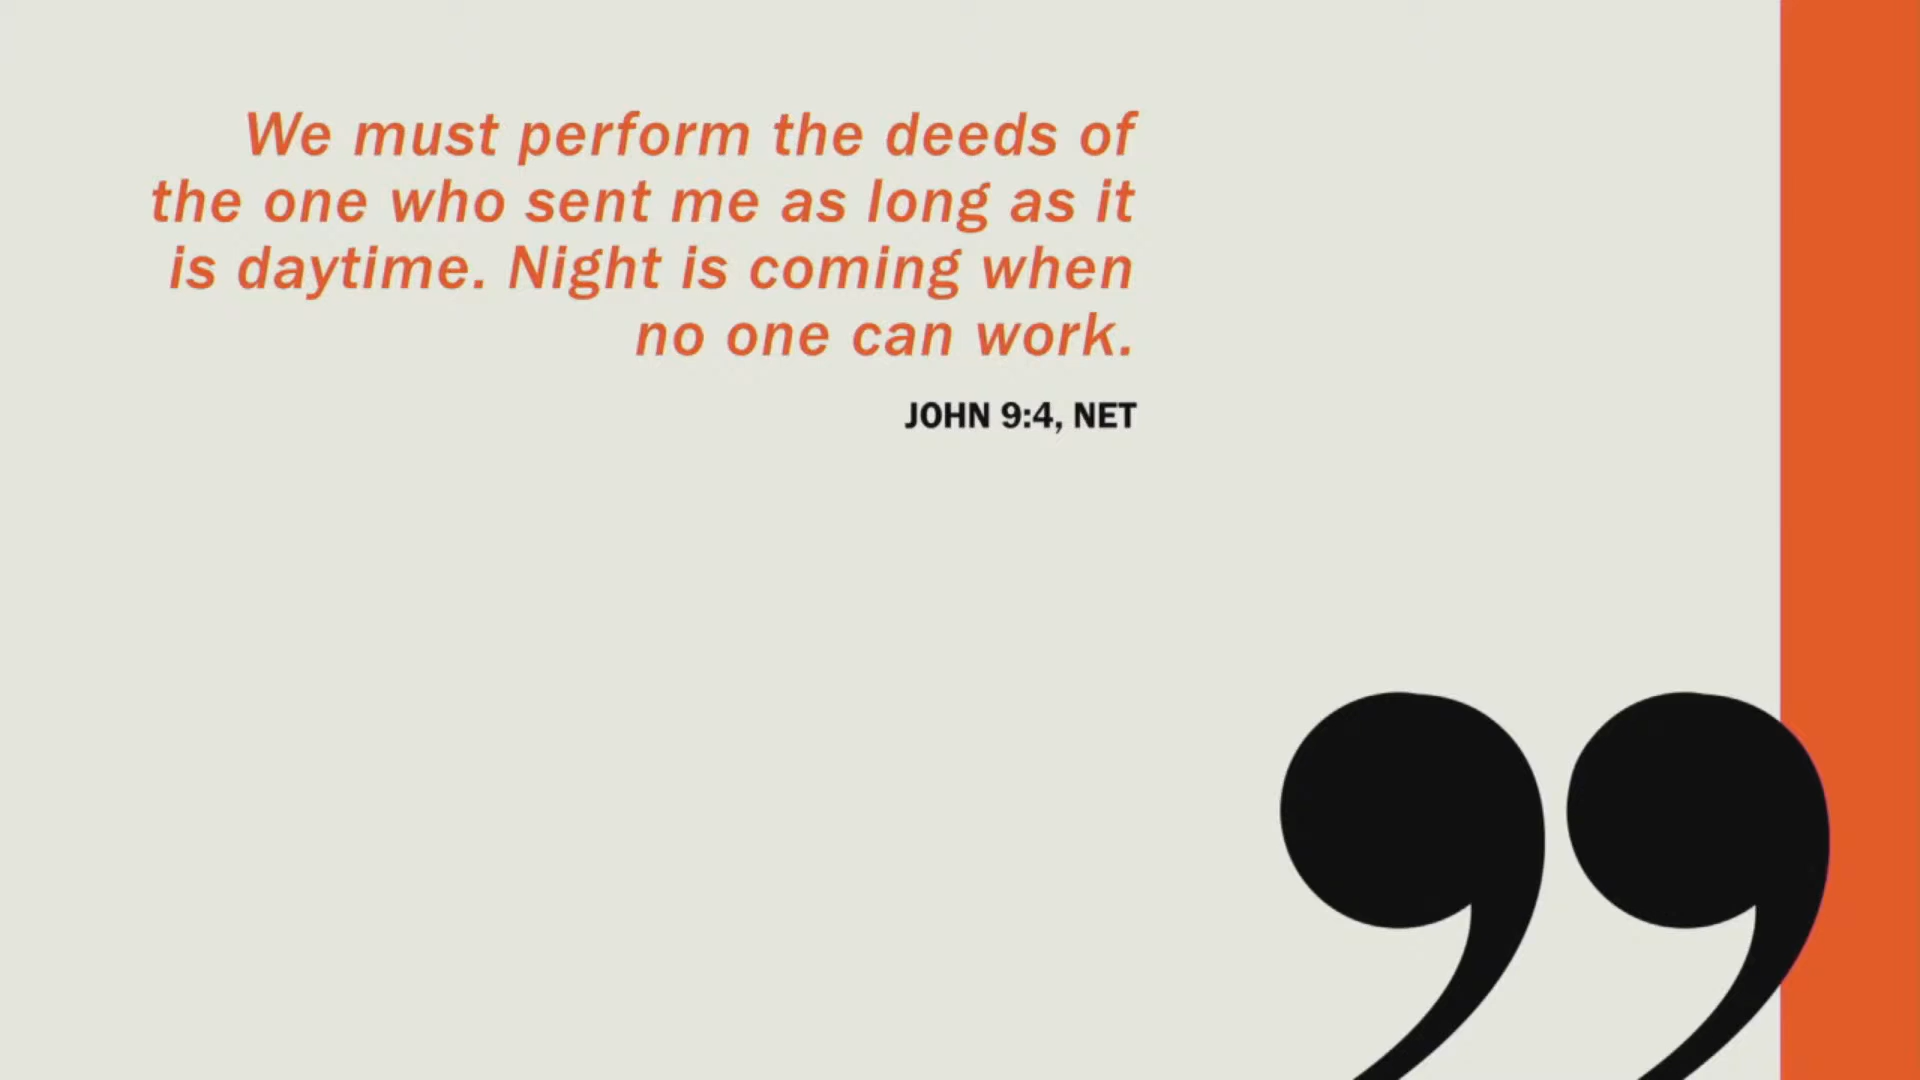 We must perform the deeds of
the one who sent me as long as it
is daytime. Night is coming when
no one can work.
JOHN 9:4, NET